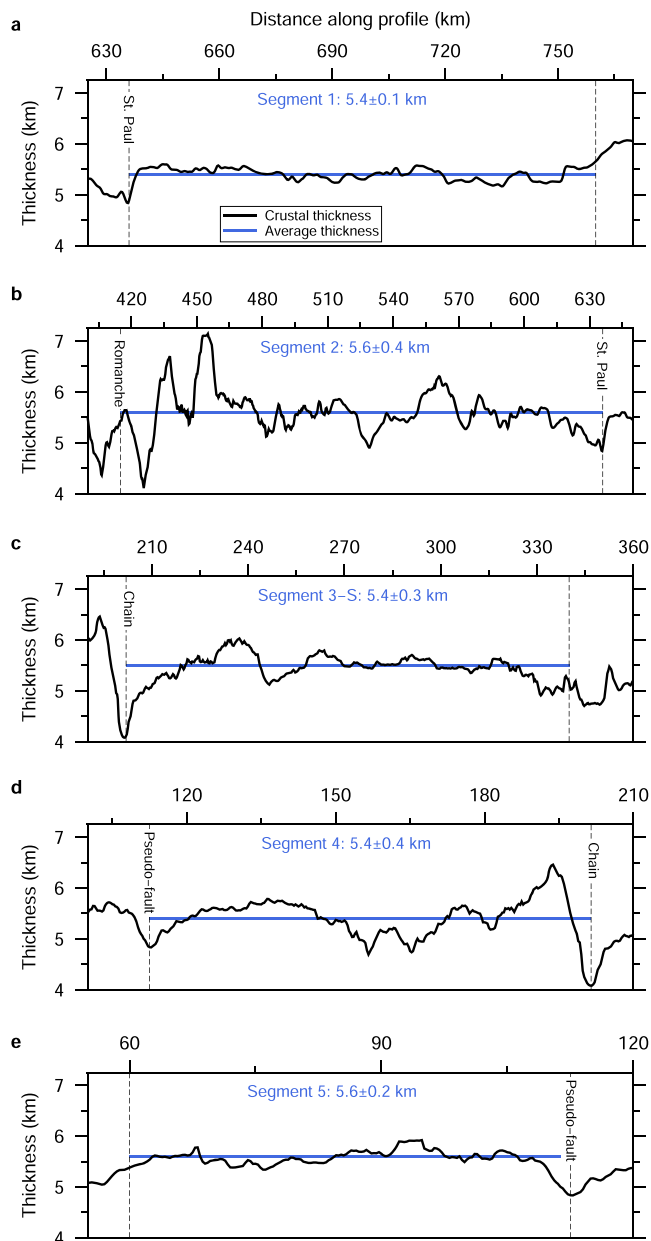 a
Distance along profile (km)
630 660 690 720 750
Thickness (km)
7
6
5
4
Segment 1: 5.4±0.1 km
St. Paul
Crustal thickness
Average thickness
b
420 450 480 510 540 570 600 630
Thickness (km)
7
6
5
4
Segment 2: 5.6±0.4 km
Romanche
St. Paul
c
210 240 270 300 330 360
Thickness (km)
7
6
5
4
Segment 3−S: 5.4±0.3 km
Chain
d
120 150 180 210
Thickness (km)
7
6
5
4
Segment 4: 5.4±0.4 km
Pseudo−fault
Chain
e
60 90 120
Thickness (km)
7
6
5
4
Segment 5: 5.6±0.2 km
Pseudo−fault